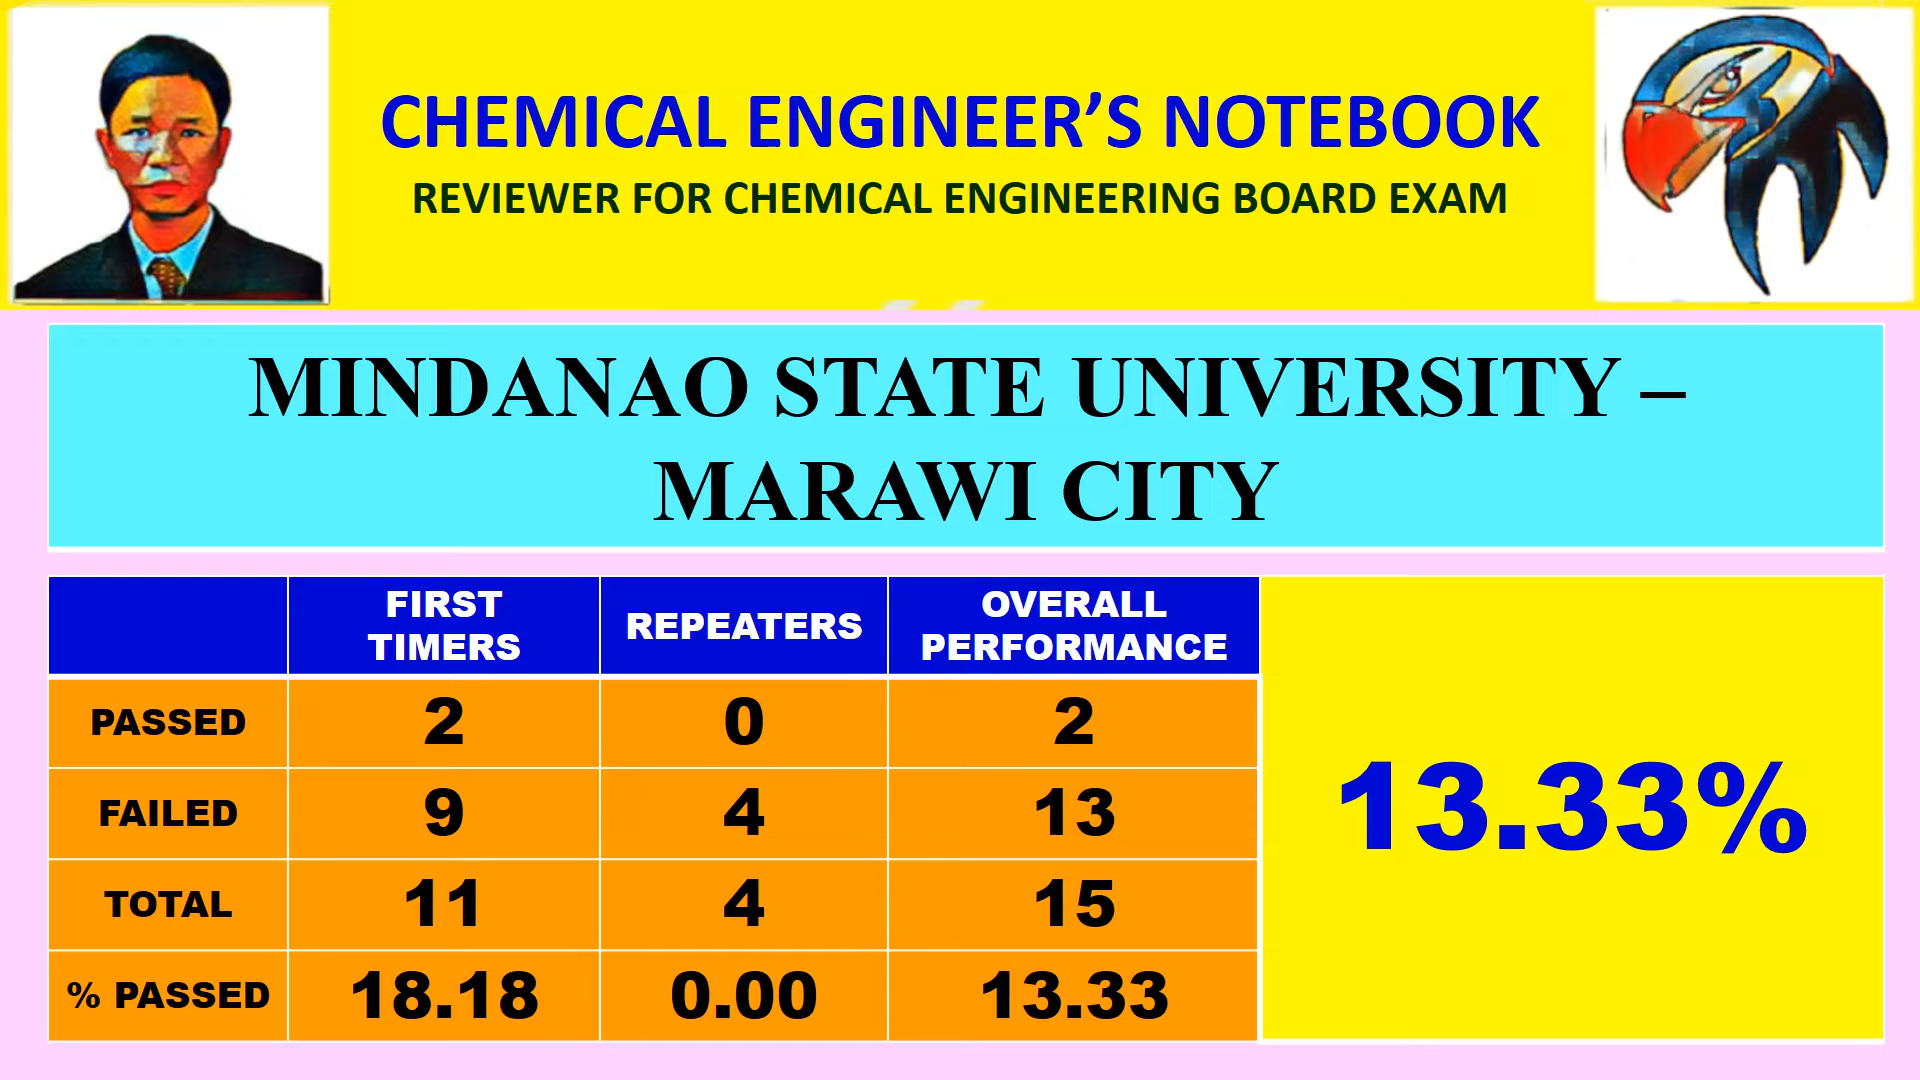 CHEMICAL ENGINEER’S NOTEBOOK
REVIEWER FOR CHEMICAL ENGINEERING BOARD EXAM
MINDANAO STATE UNIVERSITY –
MARAWI CITY
FIRST TIMERS REPEATERS OVERALL PERFORMANCE
PASSED 2 0 2
FAILED 9 4 13
TOTAL 11 4 15
% PASSED 18.18 0.00 13.33
13.33%